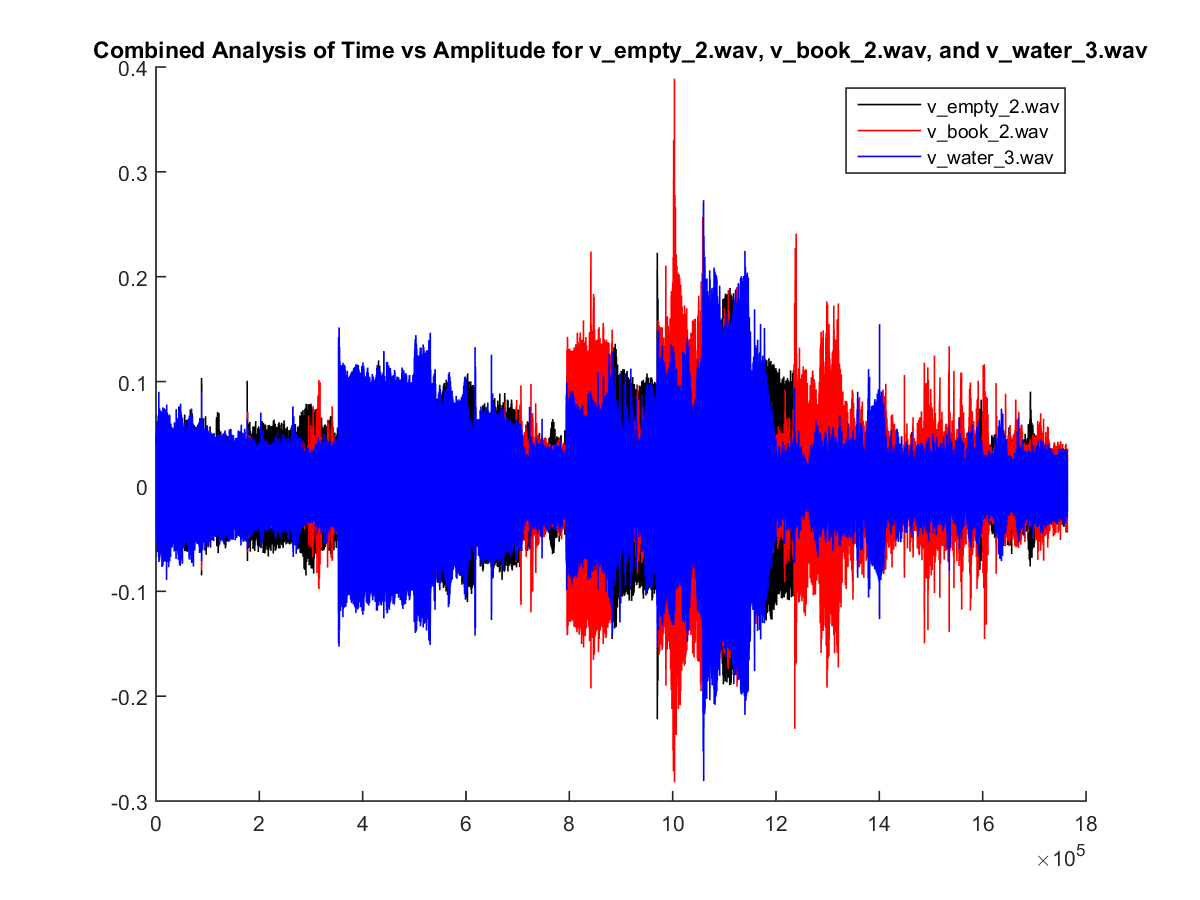 Combined Analysis of Time vs Amplitude for v_empty_2.wav, v_book_2.wav, and v_water_3.wav
0.4
v_empty_2.wav
v_book_2.wav
v_water_3.wav
0.3
0.2
0.1
0
-0.1
-0.2
-0.3
0 2 4 6 8 10 12 14 16 18
×10⁵